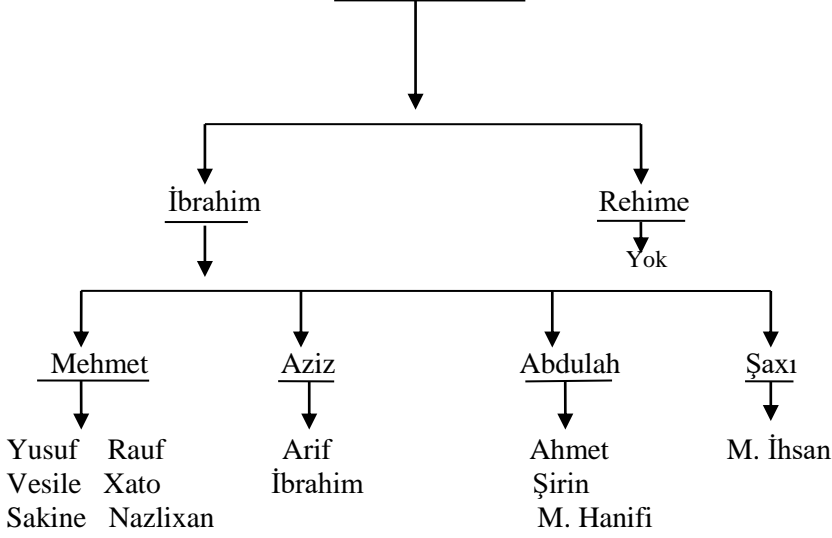 İbrahim Rehime
Yok
Mehmet Aziz Abdulah Şaxı
Yusuf Rauf Arif Ahmet M. İhsan
Vesile Xato İbrahim Şirin
Sakine Nazlixan M. Hanifi